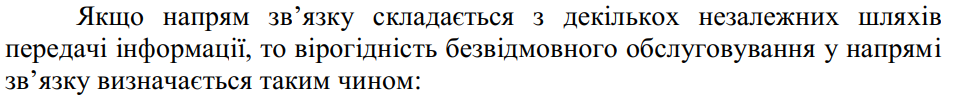 Якщо напрям зв’язку складається з декількох незалежних шляхів
передачі інформації, то вірогідність безвідмовного обслуговування у напрямі
зв’язку визначається таким чином: